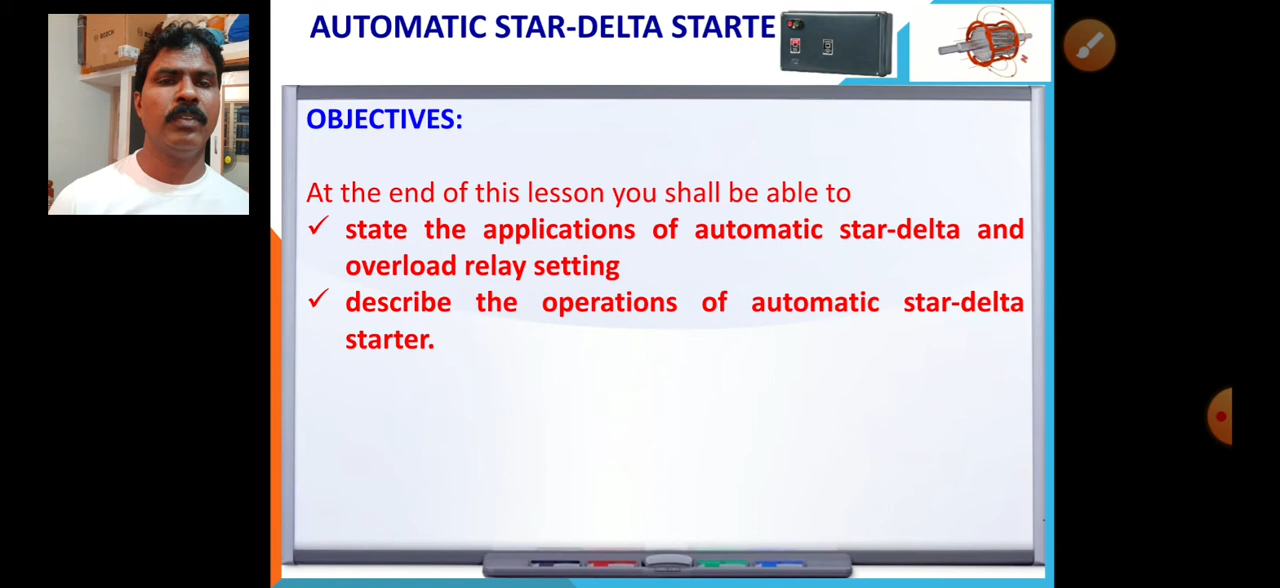 AUTOMATIC STAR-DELTA STARTE
OBJECTIVES:
At the end of this lesson you shall be able to
✓ state the applications of automatic star-delta and
overload relay setting
✓ describe the operations of automatic star-delta
starter.